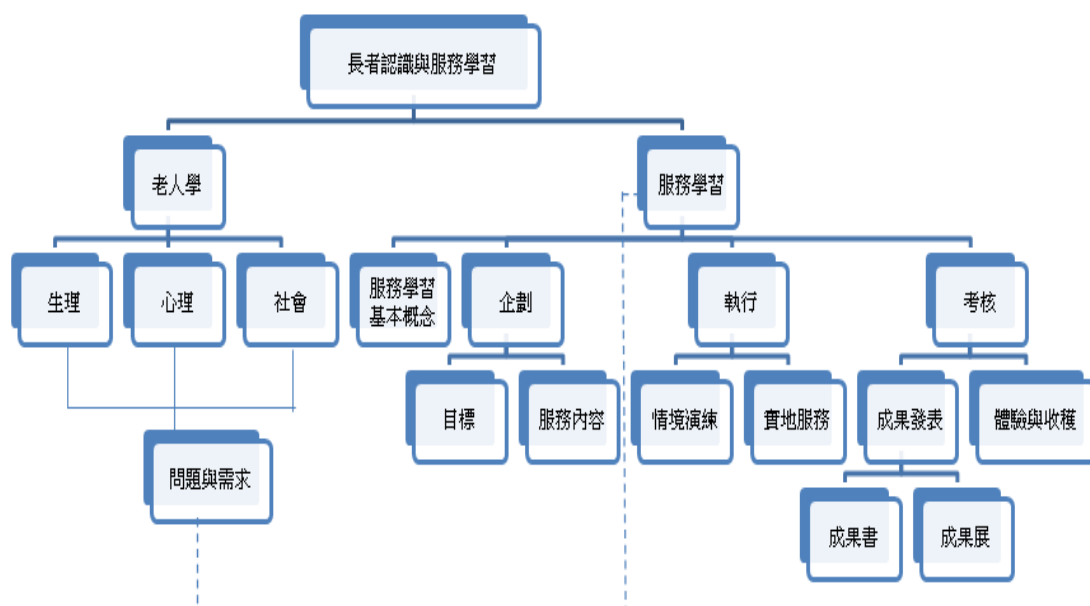 長者認識與服務學習
老人學
服務學習
生理
心理
社會
服務學習
基本概念
企劃
執行
考核
目標
服務內容
情境演練
實地服務
成果發表
體驗與收穫
問題與需求
成果書
成果展